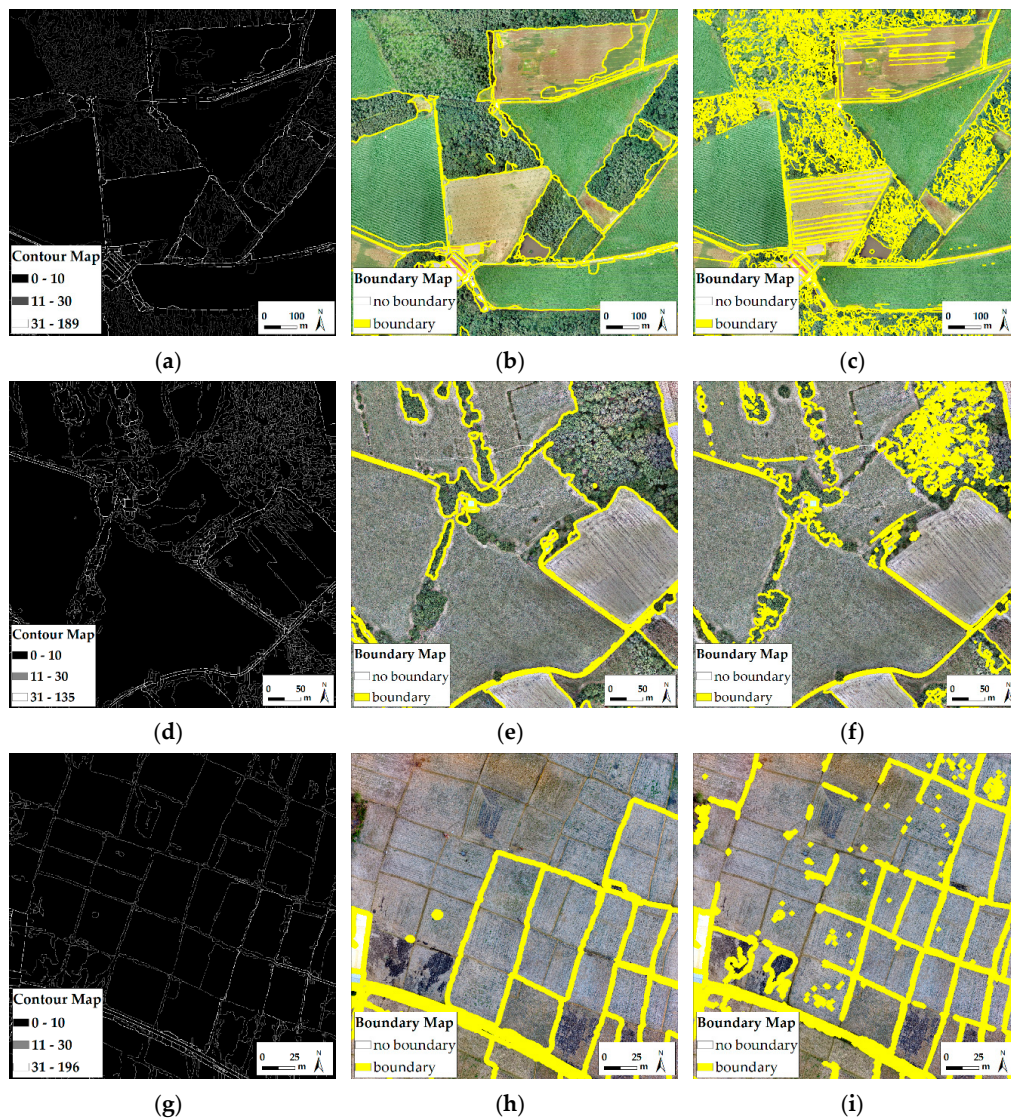 Contour Map
0 - 10
11 - 30
31 - 189
0 100
m
N
Boundary Map
no boundary
boundary
0 100
m
N
Boundary Map
no boundary
boundary
0 100
m
N
(a)
(b)
(c)
Contour Map
0 - 10
11 - 30
31 - 135
0 50
m
N
Boundary Map
no boundary
boundary
0 50
m
N
Boundary Map
no boundary
boundary
0 50
m
N
(d)
(e)
(f)
Contour Map
0 - 10
11 - 30
31 - 196
0 25
m
N
Boundary Map
no boundary
boundary
0 25
m
N
Boundary Map
no boundary
boundary
0 25
m
N
(g)
(h)
(i)